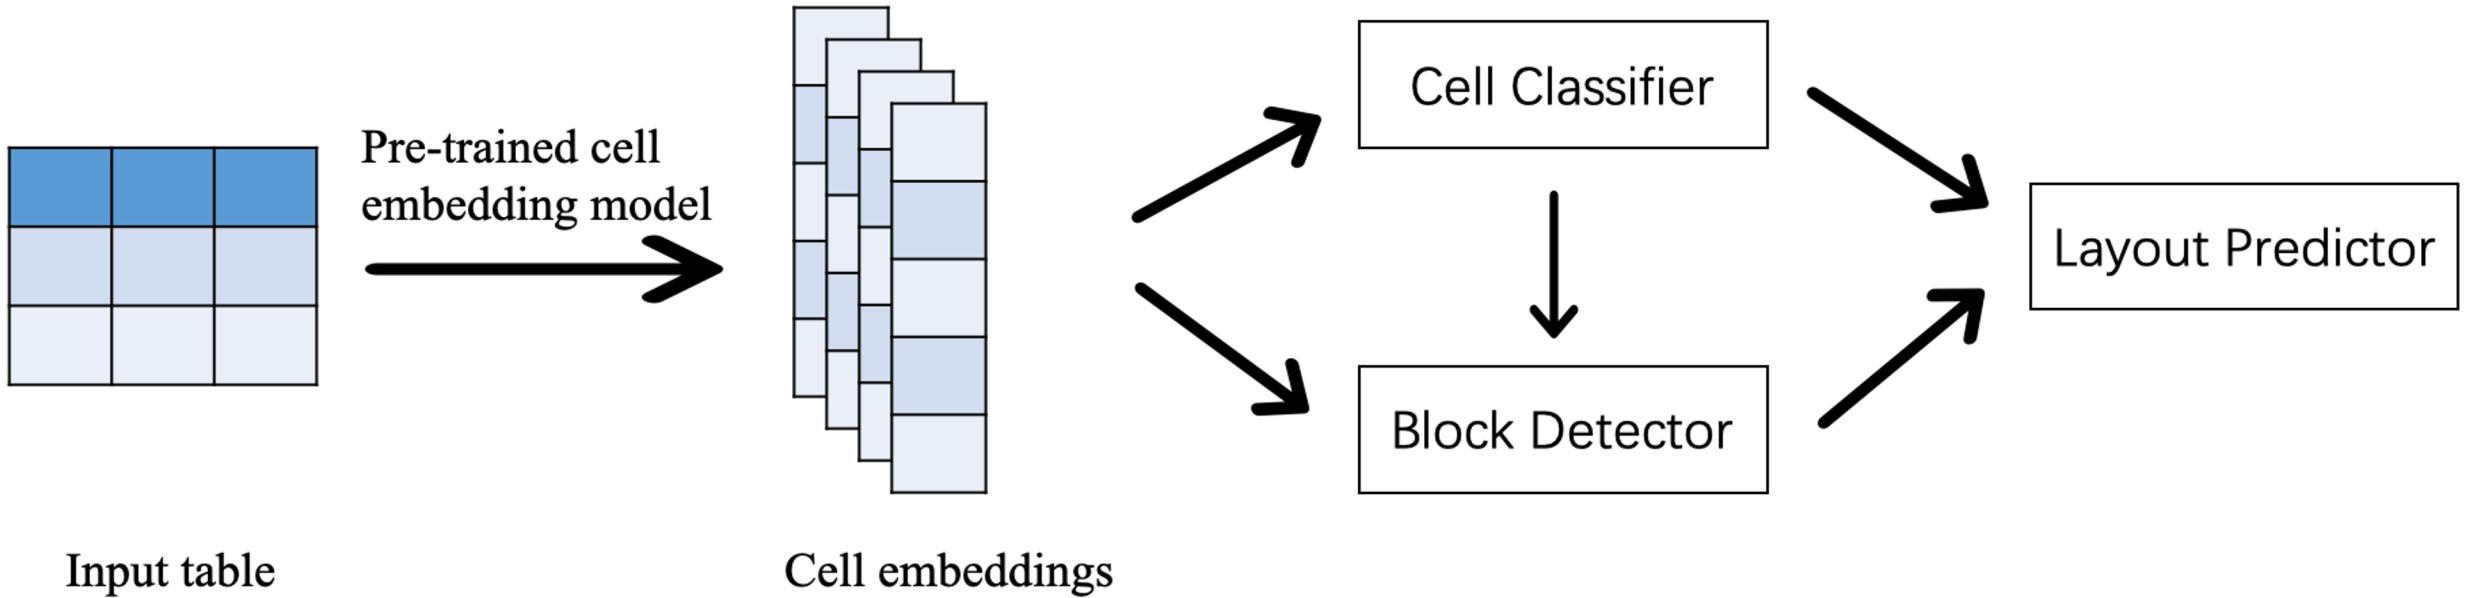 Pre-trained cell
embedding model
Input table
Cell embeddings
Cell Classifier
Block Detector
Layout Predictor